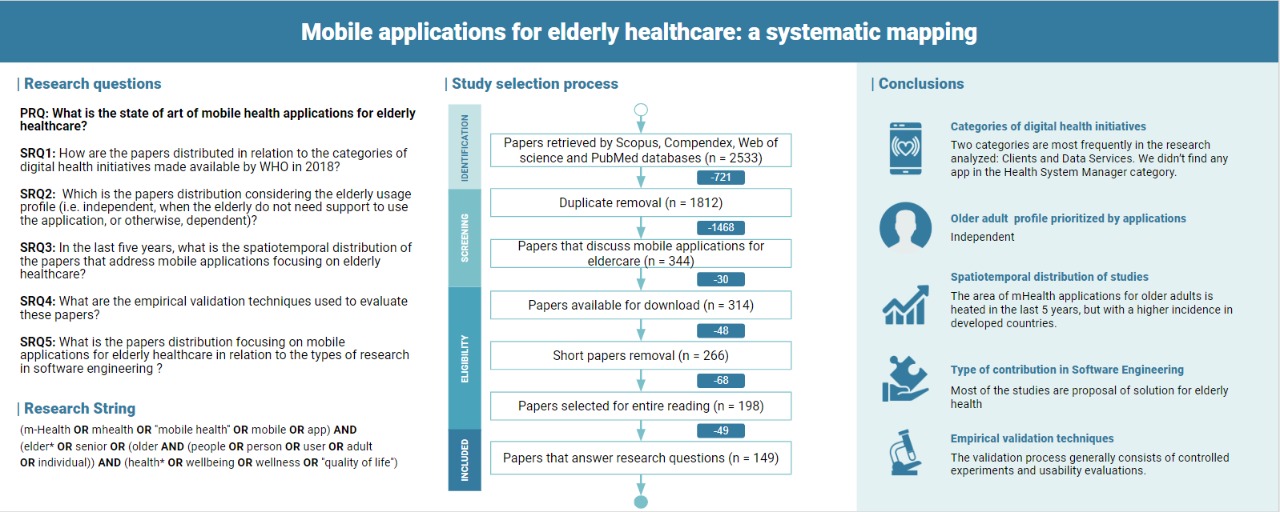 Mobile applications for elderly healthcare: a systematic mapping
| Research questions
PRQ: What is the state of art of mobile health applications for elderly
healthcare?
SRQ1: How are the papers distributed in relation to the categories of
digital health initiatives made available by WHO in 2018?
SRQ2: Which is the papers distribution considering the elderly usage
profile (i.e. independent, when the elderly do not need support to use
the application, or otherwise, dependent)?
SRQ3: In the last five years, what is the spatiotemporal distribution of
the papers that address mobile applications focusing on elderly
healthcare?
SRQ4: What are the empirical validation techniques used to evaluate
these papers?
SRQ5: What is the papers distribution focusing on mobile
applications for elderly healthcare in relation to the types of research
in software engineering ?
| Research String
(m-Health OR mhealth OR "mobile health" OR mobile OR app) AND
(elder* OR senior OR (older AND (people OR person OR user OR adult
OR individual)) AND (health* OR wellbeing OR wellness OR "quality of life")
| Study selection process
IDENTIFICATION
Papers retrieved by Scopus, Compendex, Web of
science and PubMed databases (n = 2533)
-721
SCREENING
Duplicate removal (n = 1812)
-1468
Papers that discuss mobile applications for
eldercare (n = 344)
-30
ELIGIBILITY
Papers available for download (n = 314)
-48
Short papers removal (n = 266)
-68
Papers selected for entire reading (n = 198)
-49
INCLUDED
Papers that answer research questions (n = 149)
| Conclusions
Categories of digital health initiatives
Two categories are most frequently in the research
analyzed: Clients and Data Services. We didn't find any
app in the Health System Manager category.
Older adult profile prioritized by applications
Independent
Spatiotemporal distribution of studies
The area of mHealth applications for older adults is
heated in the last 5 years, but with a higher incidence in
developed countries.
Type of contribution in Software Engineering
Most of the studies are proposal of solution for elderly
health
Empirical validation techniques
The validation process generally consists of controlled
experiments and usability evaluations.